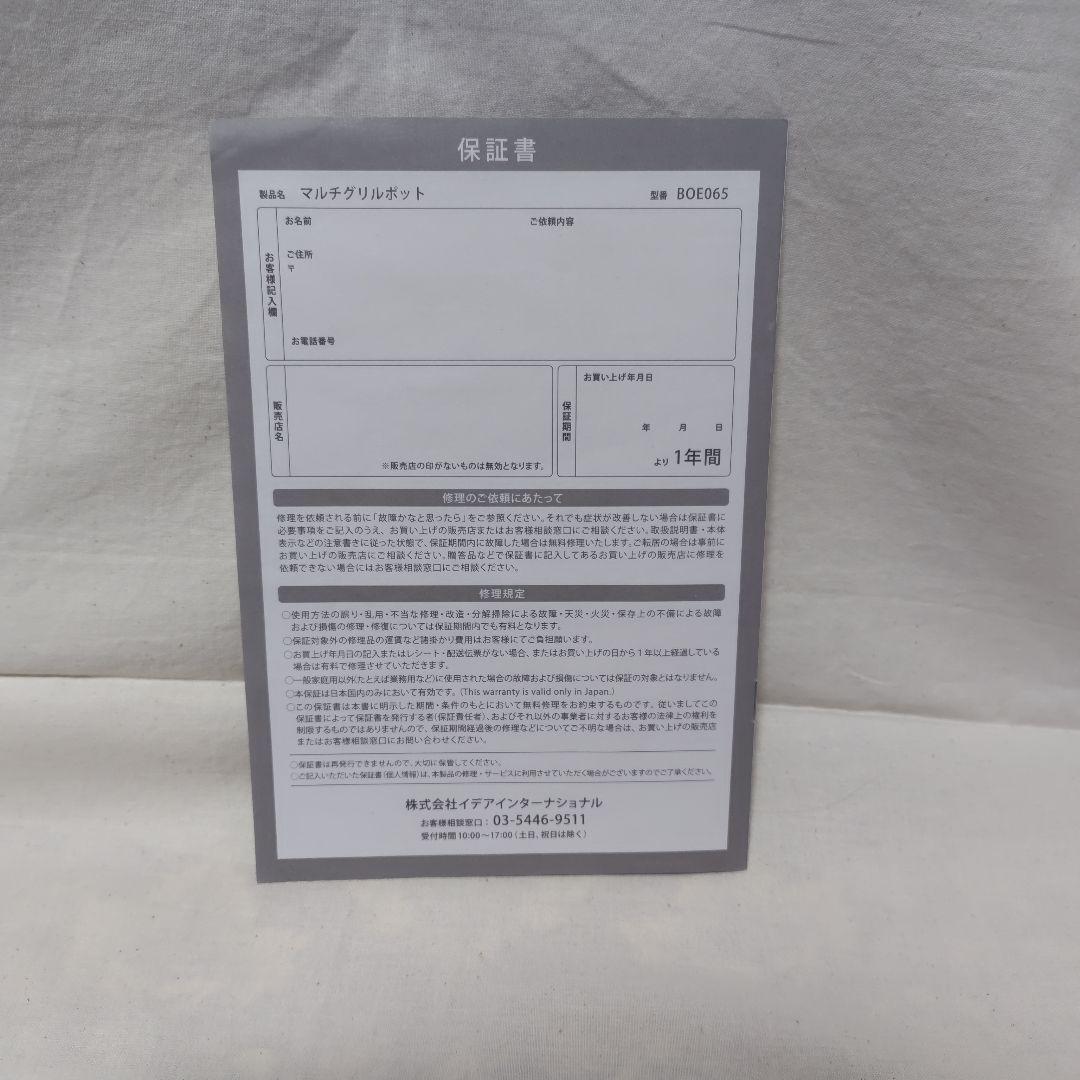 保証書
製品名 マルチグリルポット 型番 BOE065
お客様記入欄
お名前 ご依頼内容
ご住所
〒
お電話番号
販売店名
※販売店の印がないものは無効となります。
保証期間
お買い上げ年月日
年 月 日
より 1年間
修理のご依頼にあたって
修理を依頼される前に「故障かなと思ったら」をご参照ください。それでも症状が改善しない場合は保証書に
必要事項をご記入のうえ、お買い上げの販売店またはお客様相談窓口にご相談ください。取扱説明書・本体
表示などの注意書きに従った状態で、保証期間内に故障した場合は無料修理いたします。ご転居の場合は事前に
お買い上げの販売店にご相談ください。贈答品などで保証書に記入してあるお買い上げの販売店に修理を
依頼できない場合にはお客様相談窓口にご相談ください。
修理規定
○使用方法の誤り・乱用・不当な修理・改造・分解掃除による故障・天災・火災・保存上の不備による故障
および損傷の修理・修復については保証期間内でも有料となります。
○保証対象外の修理品の運賃など諸掛かり費用はお客様にてご負担願います。
○お買上げ年月日の記入またはレシート・配送伝票がない場合、またはお買い上げの日から1年以上経過している
場合は有料で修理させていただきます。
○一般家庭用以外(たとえば業務用など)に使用された場合の故障および損傷については保証の対象とはなりません。
○本保証は日本国内のみにおいて有効です。(This warranty is valid only in Japan.)
○この保証書は本書に明示した期間・条件のもとにおいて無料修理をお約束するものです。従いましてこの
保証書によって保証書を発行する者(保証責任者)、およびそれ以外の事業者に対するお客様の法律上の権利を
制限するものではありませんので、保証期間経過後の修理などについてご不明な場合は、お買い上げの販売店
またはお客様相談窓口にお問い合わせください。
○保証書は再発行できませんので、大切に保管してください。
○ご記入いただいた保証書(個人情報)は、本製品の修理・サービスに利用させていただく場合がございますのでご了承ください。
株式会社イデアインターナショナル
お客様相談窓口：03-5446-9511
受付時間 10:00～17:00(土日、祝日は除く)